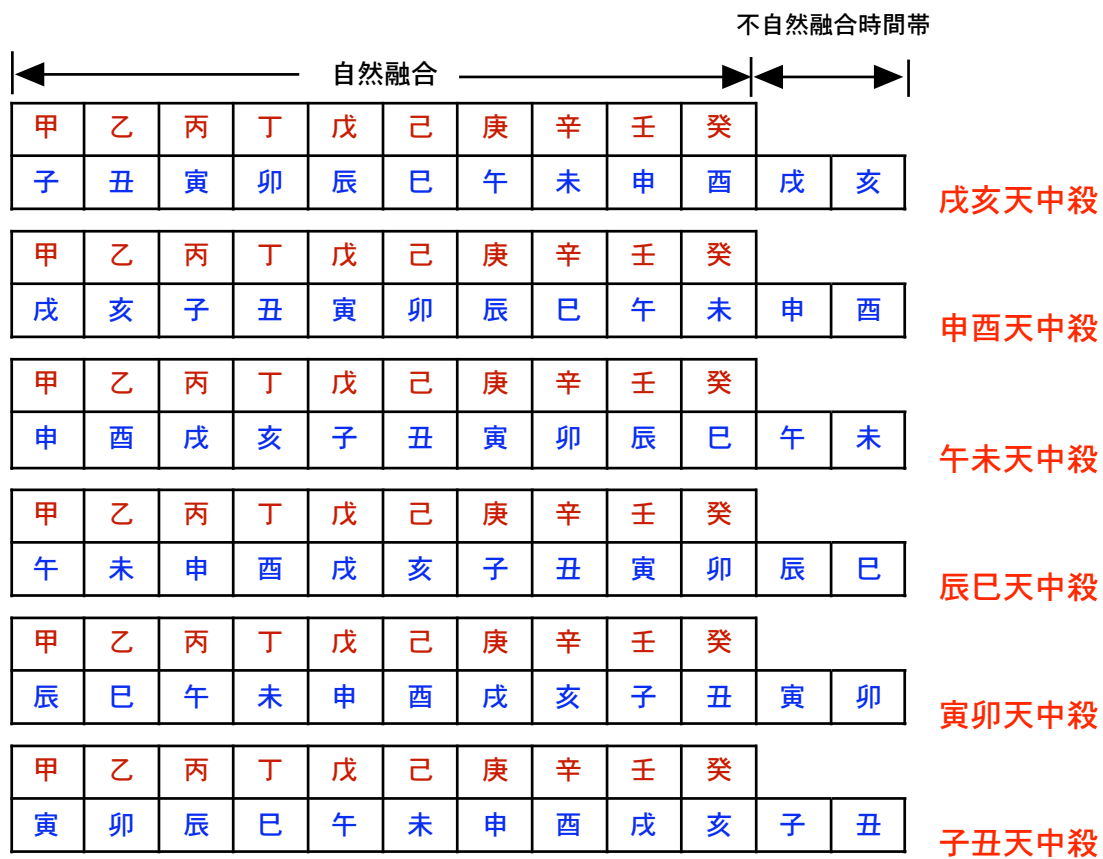 不自然融合時間帯
自然融合
甲 乙 丙 丁 戊 己 庚 辛 壬 癸
子 丑 寅 卯 辰 巳 午 未 申 酉 戌 亥
戌亥天中殺
甲 乙 丙 丁 戊 己 庚 辛 壬 癸
戌 亥 子 丑 寅 卯 辰 巳 午 未 申 酉
申酉天中殺
甲 乙 丙 丁 戊 己 庚 辛 壬 癸
申 酉 戌 亥 子 丑 寅 卯 辰 巳 午 未
午未天中殺
甲 乙 丙 丁 戊 己 庚 辛 壬 癸
午 未 申 酉 戌 亥 子 丑 寅 卯 辰 巳
辰巳天中殺
甲 乙 丙 丁 戊 己 庚 辛 壬 癸
辰 巳 午 未 申 酉 戌 亥 子 丑 寅 卯
寅卯天中殺
甲 乙 丙 丁 戊 己 庚 辛 壬 癸
寅 卯 辰 巳 午 未 申 酉 戌 亥 子 丑
子丑天中殺